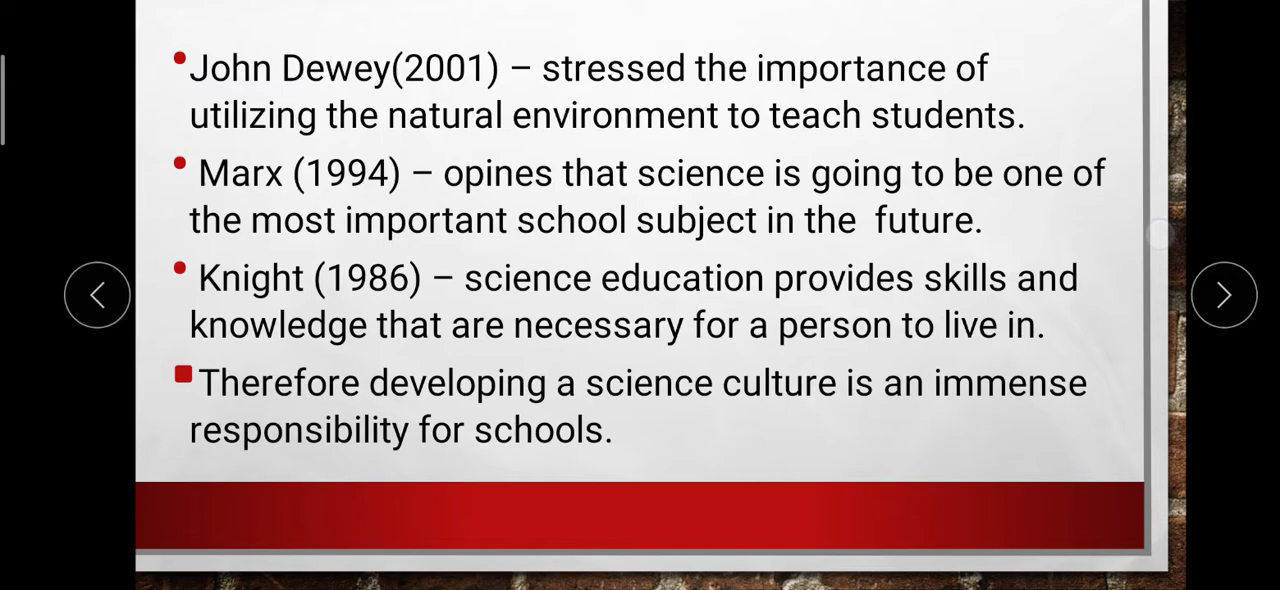 John Dewey(2001) – stressed the importance of
utilizing the natural environment to teach students.
Marx (1994) – opines that science is going to be one of
the most important school subject in the  future.
Knight (1986) – science education provides skills and
knowledge that are necessary for a person to live in.
Therefore developing a science culture is an immense
responsibility for schools.